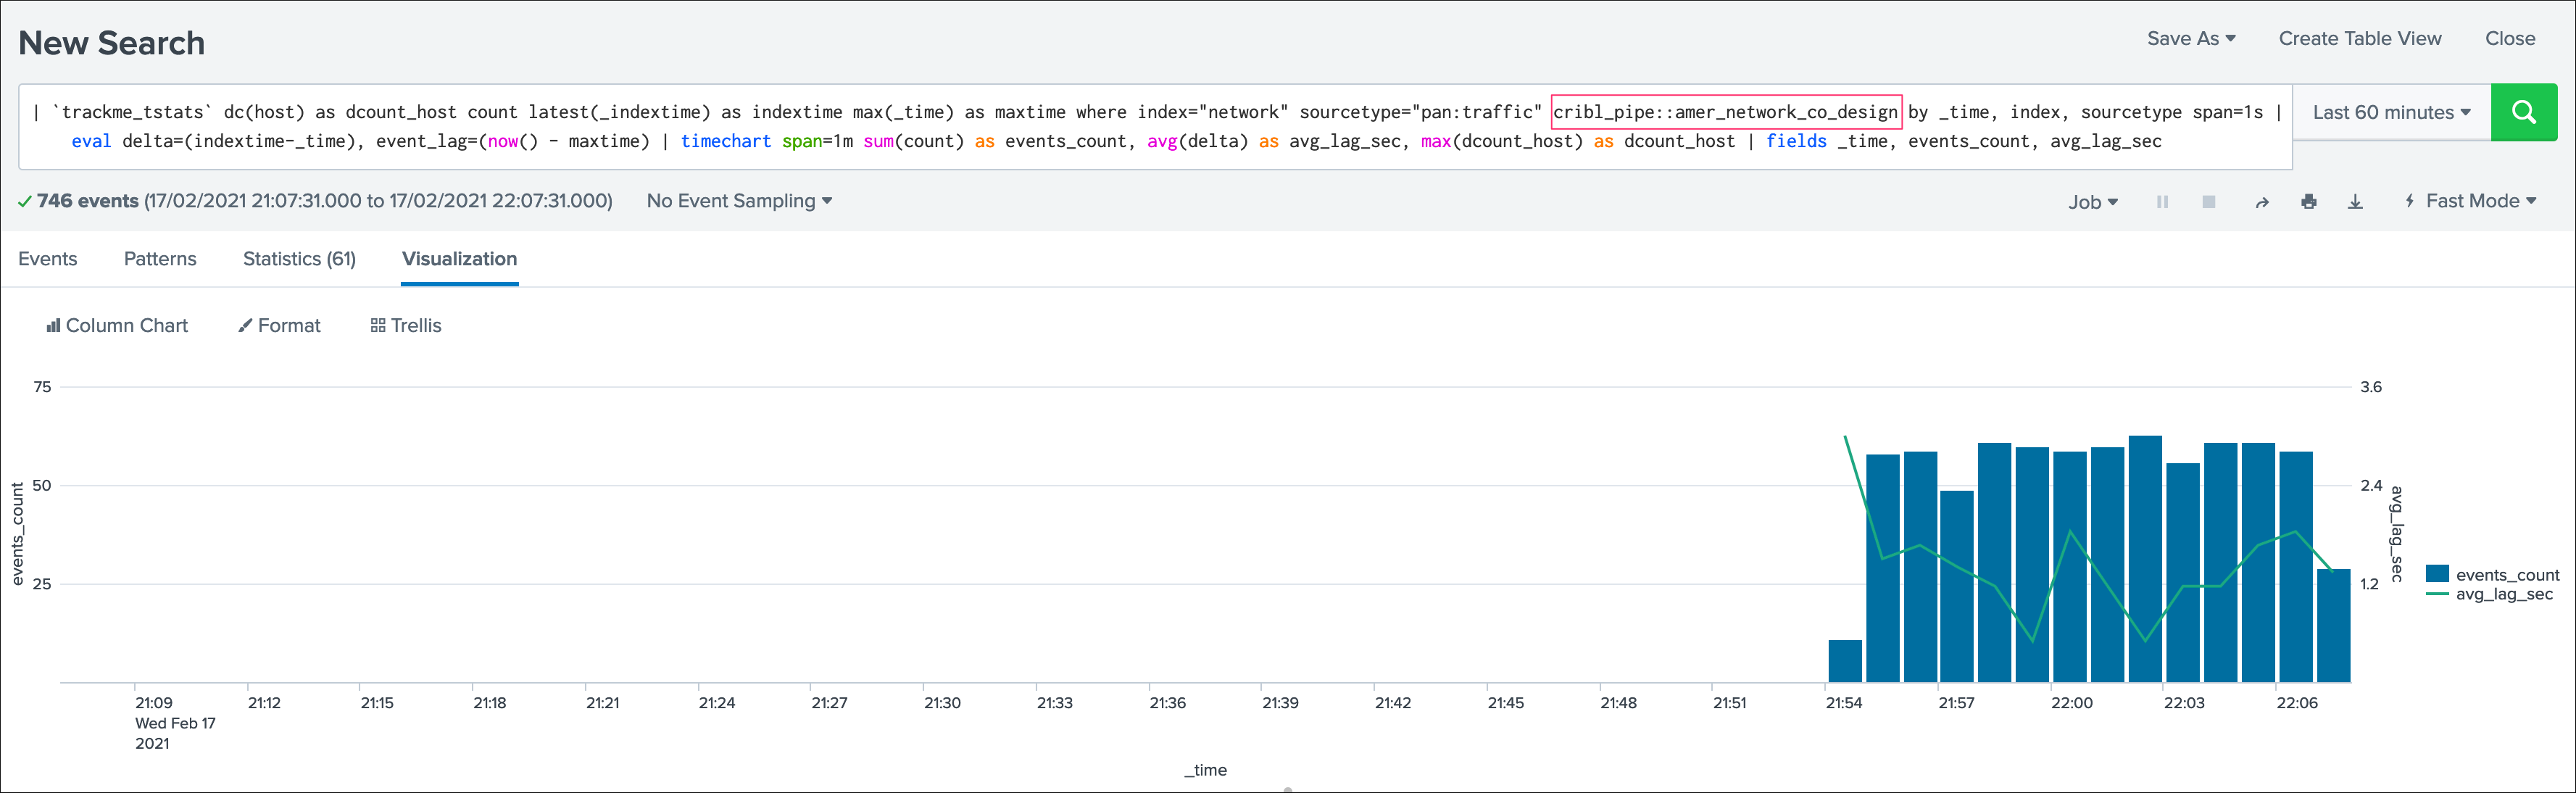 New Search
Save As Create Table View Close
| `trackme_tstats` dc(host) as dcount_host count latest(_indextime) as indextime max(_time) as maxtime where index="network" sourcetype="pan:traffic" cribl_pipe::amer_network_co_design by _time, index, sourcetype span=1s |
eval delta=(indextime-_time), event_lag=(now() - maxtime) | timechart span=1m sum(count) as events_count, avg(delta) as avg_lag_sec, max(dcount_host) as dcount_host | fields _time, events_count, avg_lag_sec
Last 60 minutes
746 events (17/02/2021 21:07:31.000 to 17/02/2021 22:07:31.000) No Event Sampling
Job Fast Mode
Events Patterns Statistics (61) Visualization
Column Chart Format Trellis
75
50
25
events_count
3.6
2.4
1.2
avg_lag_sec
events_count
avg_lag_sec
21:09 21:12 21:15 21:18 21:21 21:24 21:27 21:30 21:33 21:36 21:39 21:42 21:45 21:48 21:51 21:54 21:57 22:00 22:03 22:06
Wed Feb 17
2021
_time